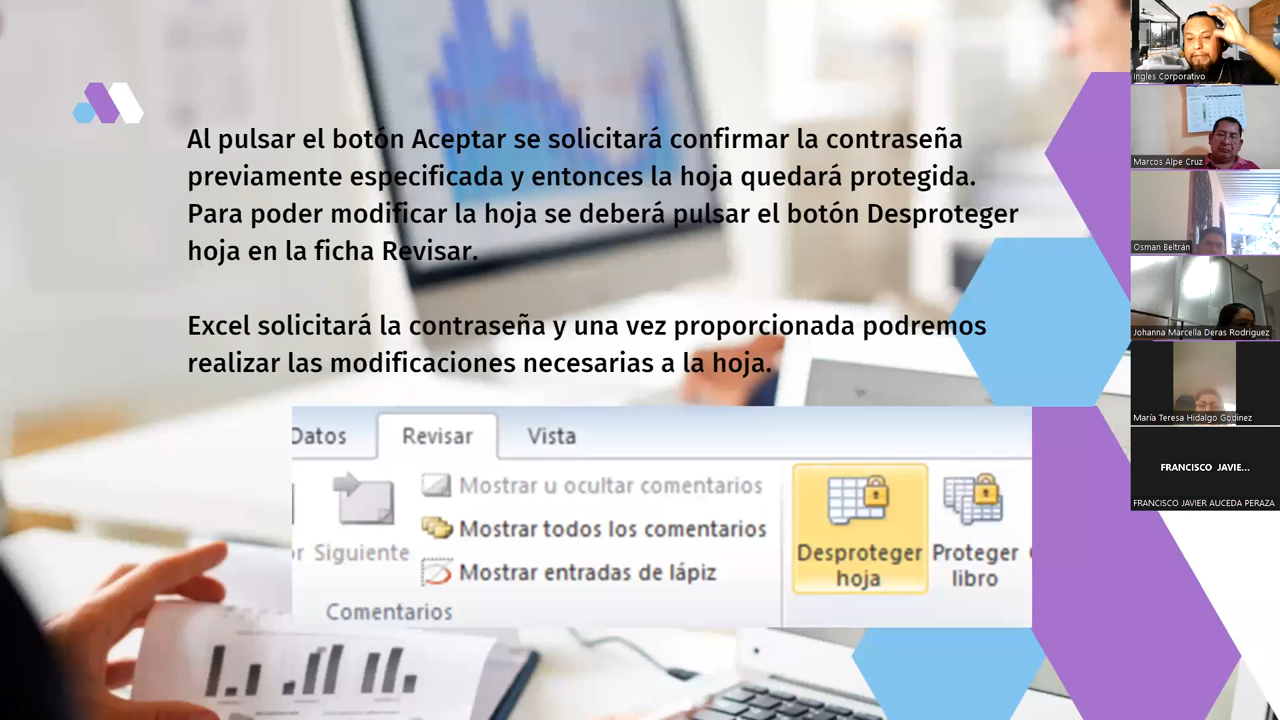 Al pulsar el botón Aceptar se solicitará confirmar la contraseña
previamente especificada y entonces la hoja quedará protegida.
Para poder modificar la hoja se deberá pulsar el botón Desproteger
hoja en la ficha Revisar.
Excel solicitará la contraseña y una vez proporcionada podremos
realizar las modificaciones necesarias a la hoja.
Datos Revisar Vista
Siguiente
Mostrar u ocultar comentarios
Mostrar todos los comentarios
Mostrar entradas de lápiz
Comentarios
Desproteger
hoja
Proteger
libro
Ingles Corporativo
Marcos Alpe Cruz
Osman Beltrán
Johanna Marcella Deras Rodriguez
María Teresa Hidalgo Godinez
FRANCISCO JAVIE...
FRANCISCO JAVIER AUCEDA PERAZA